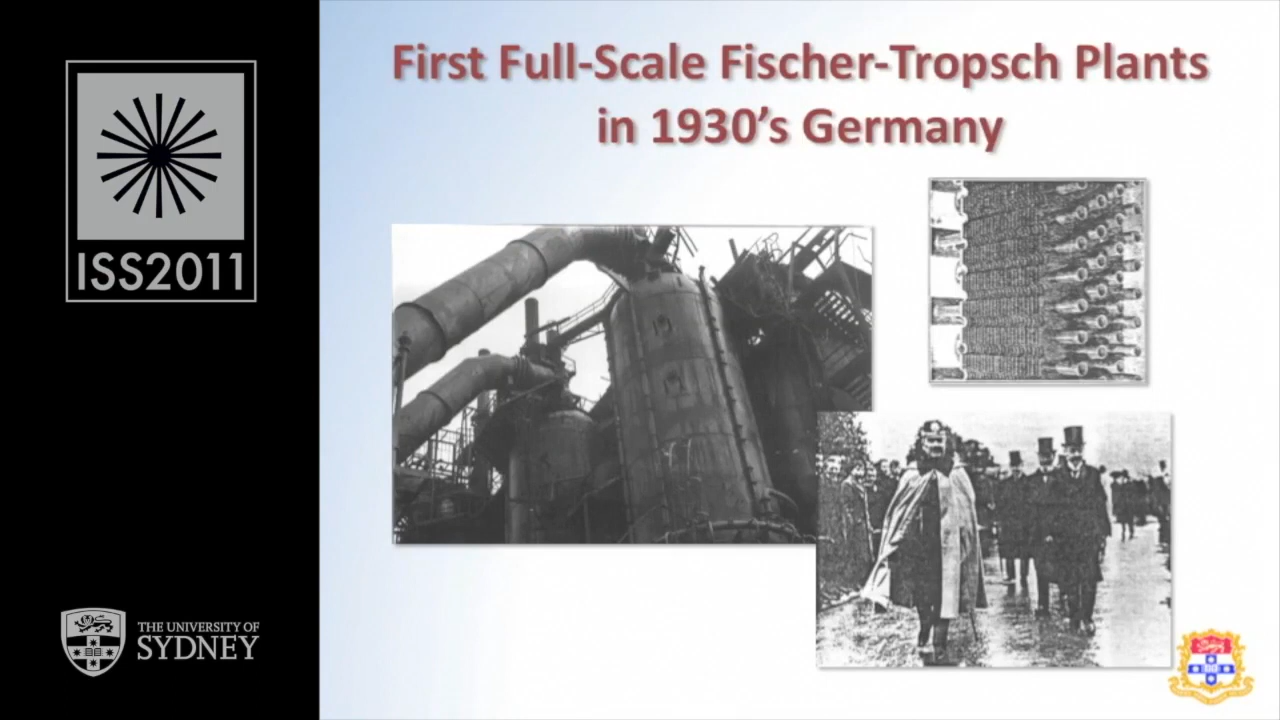 First Full-Scale Fischer-Tropsch Plants
in 1930's Germany
ISS2011
THE UNIVERSITY OF
SYDNEY